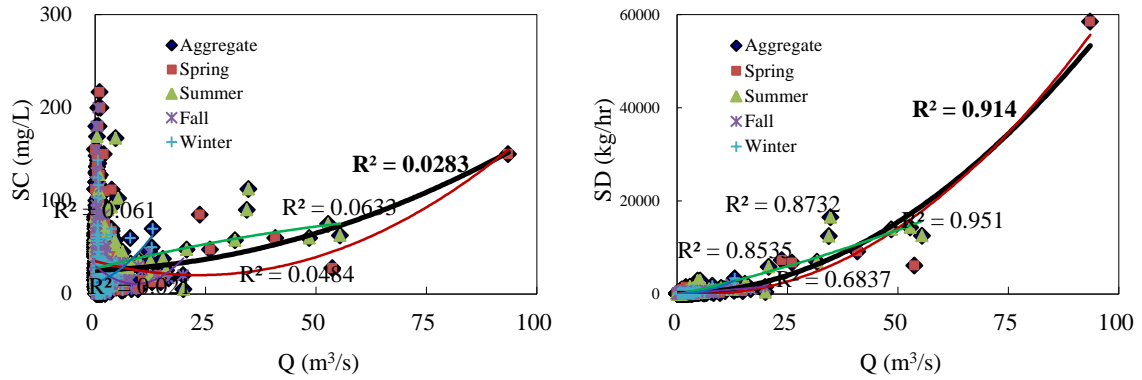 300
200
100
0
SC (mg/L)
Aggregate
Spring
Summer
Fall
Winter
R² = 0.0283
R² = 0.0633
R² = 0.061
R² = 0.0484
0 25 50 75 100
Q (m³/s)
60000
40000
20000
0
SD (kg/hr)
Aggregate
Spring
Summer
Fall
Winter
R² = 0.914
R² = 0.8732
R² = 0.951
R² = 0.8535
R² = 0.6837
0 25 50 75 100
Q (m³/s)